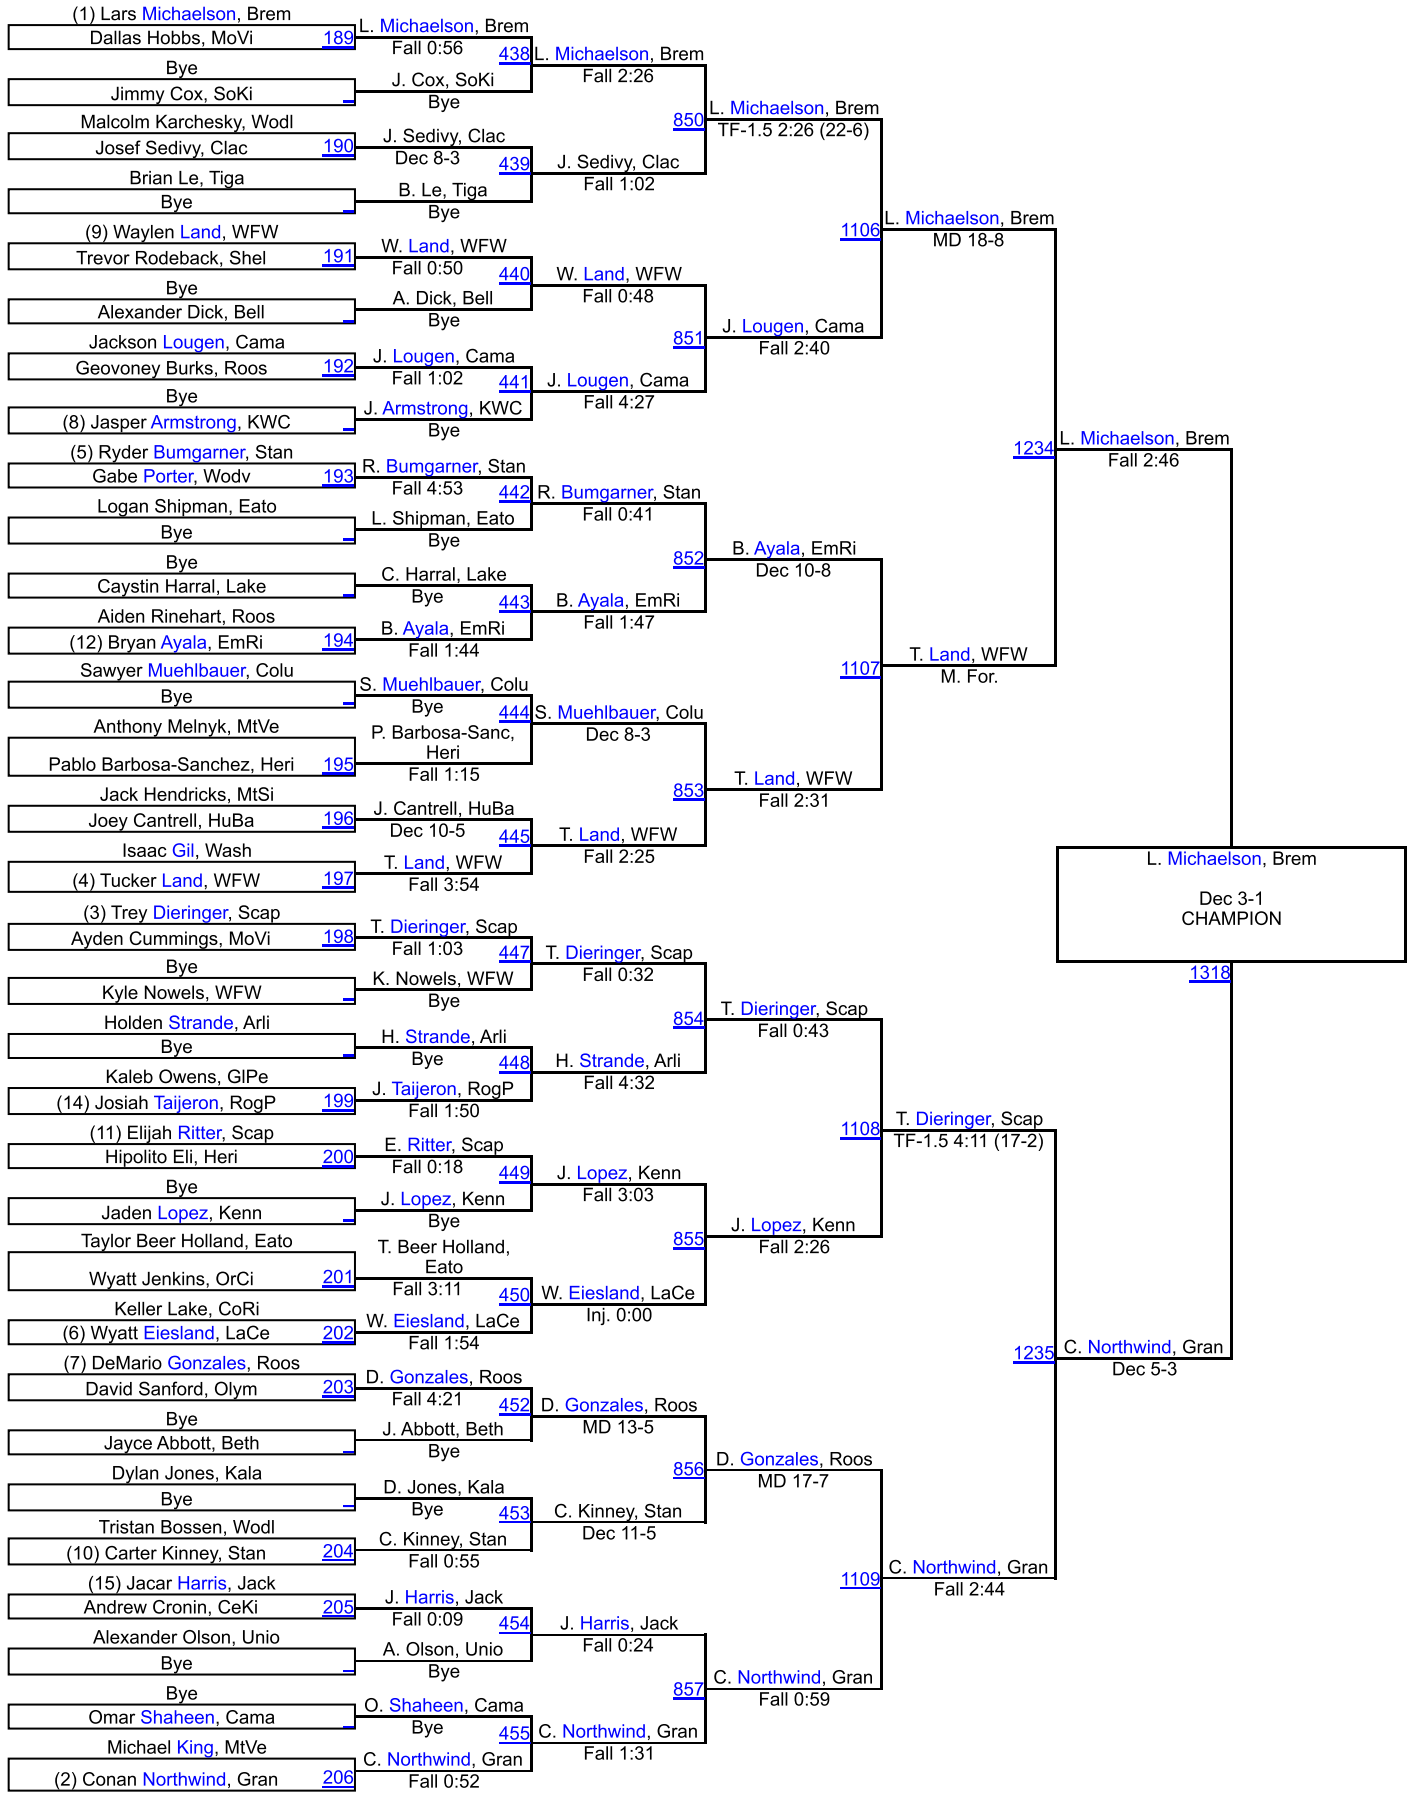 (1) Lars Michaelson, Brem
Dallas Hobbs, MoVi 189
Bye
Jimmy Cox, SoKi
Malcolm Karchesky, Wodl
Josef Sedivy, Clac 190
Brian Le, Tiga
Bye
(9) Waylen Land, WFW
Trevor Rodeback, Shel 191
Bye
Alexander Dick, Bell
Jackson Lougen, Cama
Geovoney Burks, Roos 192
Bye
(8) Jasper Armstrong, KWC
(5) Ryder Bumgarner, Stan
Gabe Porter, Wodv 193
Logan Shipman, Eato
Bye
Bye
Caystin Harral, Lake
Aiden Rinehart, Roos
(12) Bryan Ayala, EmRi 194
Sawyer Muehlbauer, Colu
Bye
Anthony Melnyk, MtVe
Pablo Barbosa-Sanchez, Heri 195
Jack Hendricks, MtSi
Joey Cantrell, HuBa 196
Isaac Gil, Wash
(4) Tucker Land, WFW 197
(3) Trey Dieringer, Scap
Ayden Cummings, MoVi 198
Bye
Kyle Nowels, WFW
Holden Strande, Arli
Bye
Kaleb Owens, GlPe
(14) Josiah Taijeron, RogP 199
(11) Elijah Ritter, Scap
Hipolito Eli, Heri 200
Bye
Jaden Lopez, Kenn
Taylor Beer Holland, Eato
Wyatt Jenkins, OrCi 201
Keller Lake, CoRi
(6) Wyatt Eiesland, LaCe 202
(7) DeMario Gonzales, Roos
David Sanford, Olym 203
Bye
Jayce Abbott, Beth
Dylan Jones, Kala
Bye
Tristan Bossen, Wodl
(10) Carter Kinney, Stan 204
(15) Jacar Harris, Jack
Andrew Cronin, CeKi 205
Alexander Olson, Unio
Bye
Bye
Omar Shaheen, Cama
Michael King, MtVe
(2) Conan Northwind, Gran 206
L. Michaelson, Brem
Fall 0:56
438
J. Cox, SoKi
Bye
J. Sedivy, Clac
Dec 8-3
439
B. Le, Tiga
Bye
W. Land, WFW
Fall 0:50
440
A. Dick, Bell
Bye
J. Lougen, Cama
Fall 1:02
441
J. Armstrong, KWC
Bye
R. Bumgarner, Stan
Fall 4:53
442
L. Shipman, Eato
Bye
C. Harral, Lake
Bye
443
B. Ayala, EmRi
Fall 1:44
S. Muehlbauer, Colu
Bye
444
P. Barbosa-Sanc,
Heri
Fall 1:15
J. Cantrell, HuBa
Dec 10-5
445
T. Land, WFW
Fall 3:54
T. Dieringer, Scap
Fall 1:03
447
K. Nowels, WFW
Bye
H. Strande, Arli
Bye
448
J. Taijeron, RogP
Fall 1:50
E. Ritter, Scap
Fall 0:18
449
J. Lopez, Kenn
Bye
T. Beer Holland,
Eato
Fall 3:11
450
W. Eiesland, LaCe
Fall 1:54
D. Gonzales, Roos
Fall 4:21
452
J. Abbott, Beth
Bye
D. Jones, Kala
Bye
453
C. Kinney, Stan
Fall 0:55
J. Harris, Jack
Fall 0:09
454
A. Olson, Unio
Bye
O. Shaheen, Cama
Bye
455
C. Northwind, Gran
Fall 0:52
L. Michaelson, Brem
Fall 2:26
850
J. Sedivy, Clac
Fall 1:02
W. Land, WFW
Fall 0:48
851
J. Lougen, Cama
Fall 4:27
R. Bumgarner, Stan
Fall 0:41
852
B. Ayala, EmRi
Fall 1:47
S. Muehlbauer, Colu
Dec 8-3
853
T. Land, WFW
Fall 2:25
T. Dieringer, Scap
Fall 0:32
854
H. Strande, Arli
Fall 4:32
J. Lopez, Kenn
Fall 3:03
855
W. Eiesland, LaCe
Inj. 0:00
D. Gonzales, Roos
MD 13-5
856
C. Kinney, Stan
Dec 11-5
J. Harris, Jack
Fall 0:24
857
C. Northwind, Gran
Fall 1:31
L. Michaelson, Brem
TF-1.5 2:26 (22-6)
1106
J. Lougen, Cama
Fall 2:40
B. Ayala, EmRi
Dec 10-8
1107
T. Land, WFW
Fall 2:31
T. Dieringer, Scap
Fall 0:43
1108
J. Lopez, Kenn
Fall 2:26
D. Gonzales, Roos
MD 17-7
1109
C. Northwind, Gran
Fall 0:59
L. Michaelson, Brem
MD 18-8
1234
T. Land, WFW
M. For.
T. Dieringer, Scap
TF-1.5 4:11 (17-2)
1235
C. Northwind, Gran
Fall 2:44
L. Michaelson, Brem
Fall 2:46
L. Michaelson, Brem
Dec 3-1
CHAMPION
1318
C. Northwind, Gran
Dec 5-3